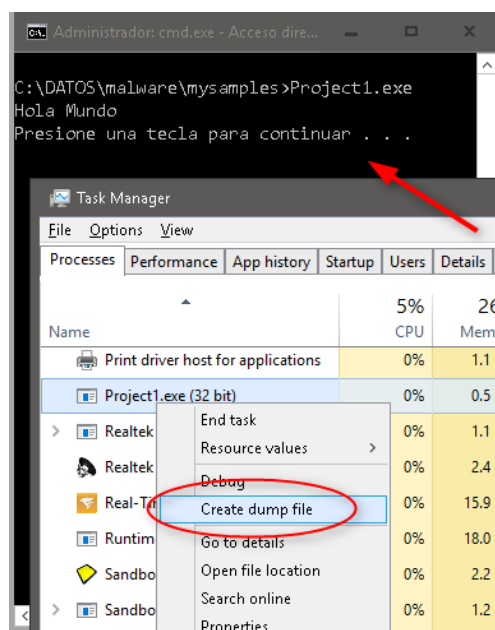 Administrador: cmd.exe - Acceso dire...
C:\DATOS\malware\mysamples>Project1.exe
Hola Mundo
Presione una tecla para continuar . . .
Task Manager
File Options View
Processes Performance App history Startup Users Details
5% 26
Name CPU Mem
Print driver host for applications 0% 1.1
Project1.exe (32 bit) 0% 0.5
End task
Realtek 0% 1.1
Resource values >
Realtek 0% 2.4
Debug
Real-Ti 15.9
0%
Create dump file
Runtim 0% 18.0
Go to details
Sandbo 0% 2.2
Open file location
Search online
Sandbo 0% 1.2
Properties